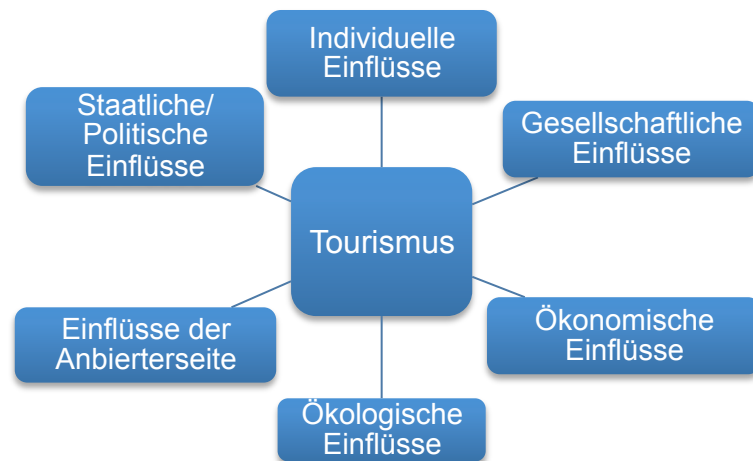 Individuelle
Einflüsse
Staatliche/
Politische
Einflüsse
Gesellschaftliche
Einflüsse
Tourismus
Einflüsse der
Anbierterseite
Ökonomische
Einflüsse
Ökologische
Einflüsse